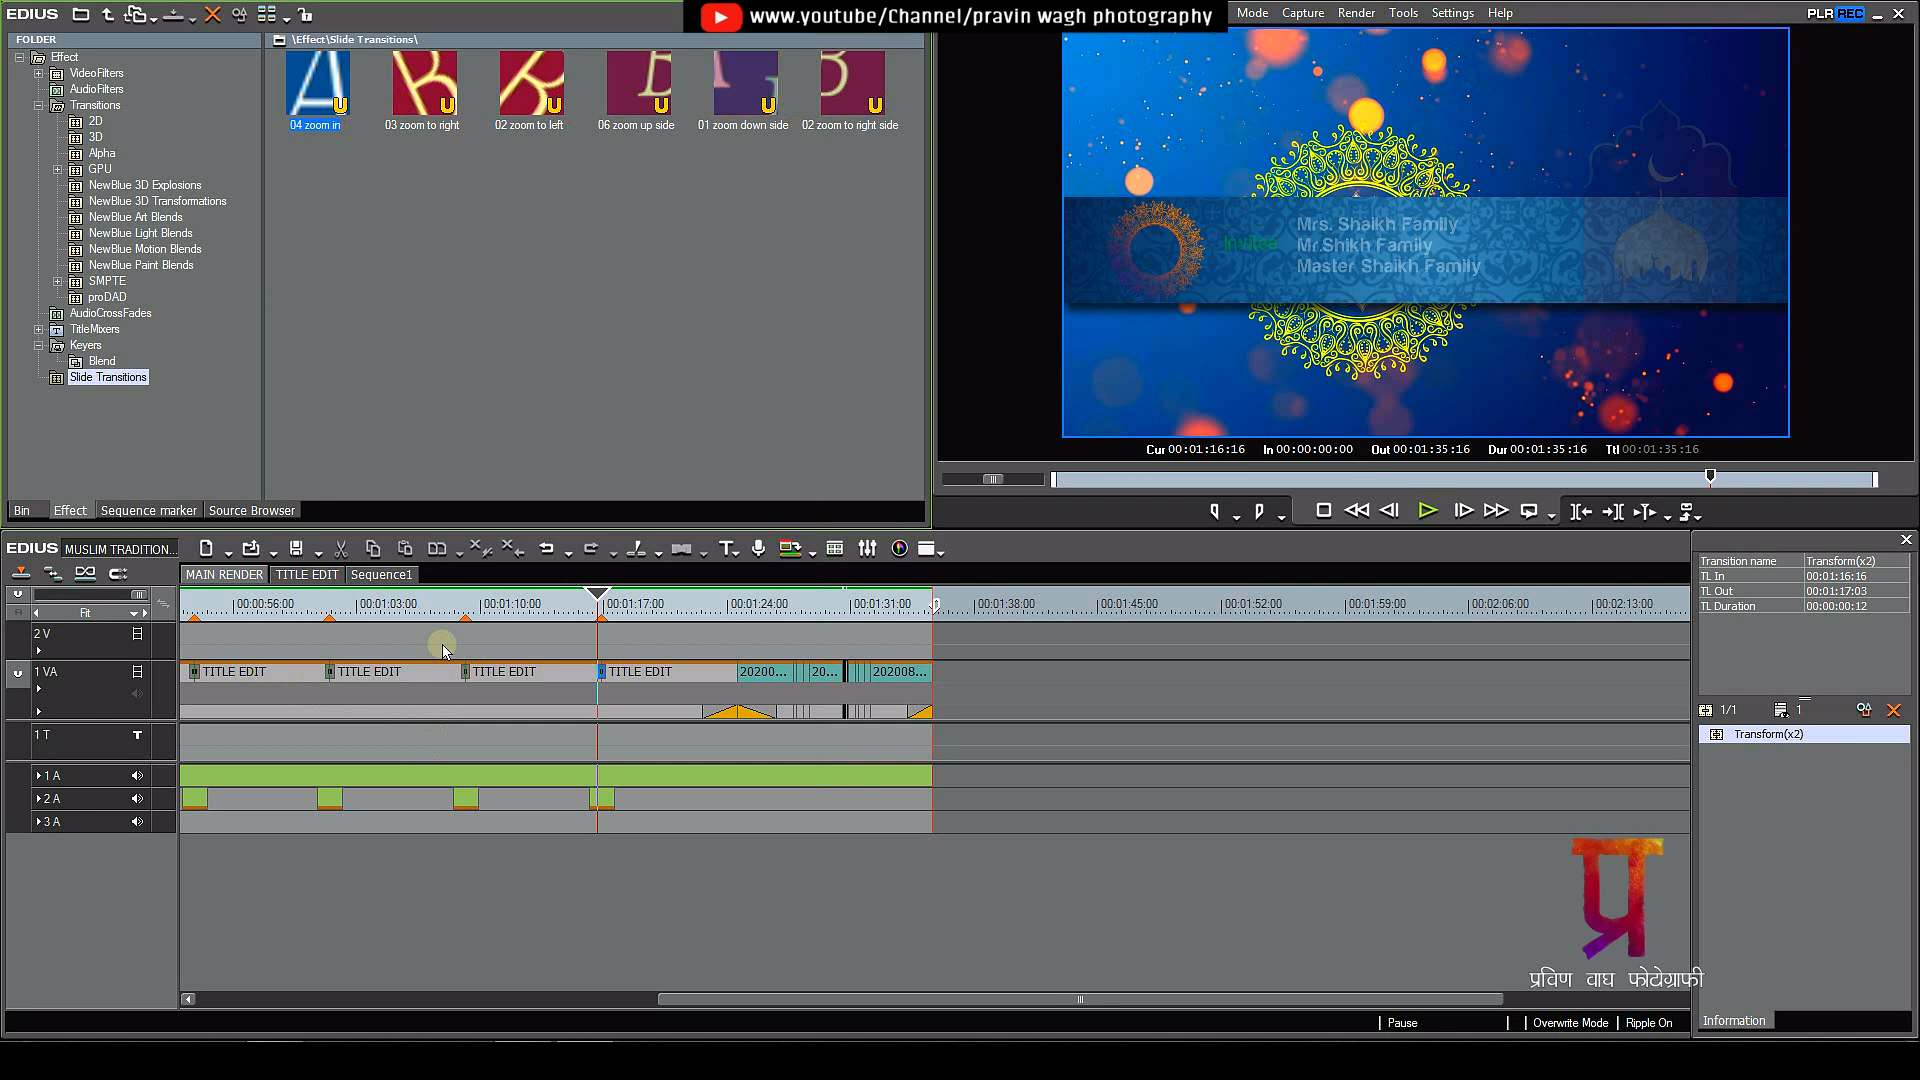 EDIUS
www.youtube/Channel/pravin wagh photography
Mode Capture Render Tools Settings Help
PLR REC
FOLDER
\Effect\Slide Transitions\
Effect
VideoFilters
AudioFilters
Transitions
2D
3D
Alpha
GPU
NewBlue 3D Explosions
NewBlue 3D Transformations
NewBlue Art Blends
NewBlue Light Blends
NewBlue Motion Blends
NewBlue Paint Blends
SMPTE
proDAD
AudioCrossFades
TitleMixers
Keyers
Blend
Slide Transitions
U U U U U U
04 zoom in 03 zoom to right 02 zoom to left 06 zoom up side 01 zoom down side 02 zoom to right side
Mrs. Shaikh Family
Invitee Mr.Shikh Family
Master Shaikh Family
Cur 00:01:16:16 In 00:00:00:00 Out 00:01:35:16 Dur 00:01:35:16 Ttl 00:01:35:16
Bin Effect Sequence marker Source Browser
EDIUS MUSLIM TRADITION...
MAIN RENDER TITLE EDIT Sequence1
Fit
00:00:56:00 00:01:03:00 00:01:10:00 00:01:17:00 00:01:24:00 00:01:31:00 00:01:38:00 00:01:45:00 00:01:52:00 00:01:59:00 00:02:06:00 00:02:13:00
2 V
1 VA
TITLE EDIT TITLE EDIT TITLE EDIT TITLE EDIT 20200... 20... 202008...
1 T T
1 A
2 A
3 A
Transition name Transform(x2)
TL In 00:01:16:16
TL Out 00:01:17:03
TL Duration 00:00:00:12
1/1 1
Transform(x2)
प्र
प्रविण वाघ फोटोग्राफी
Pause Overwrite Mode Ripple On
Information